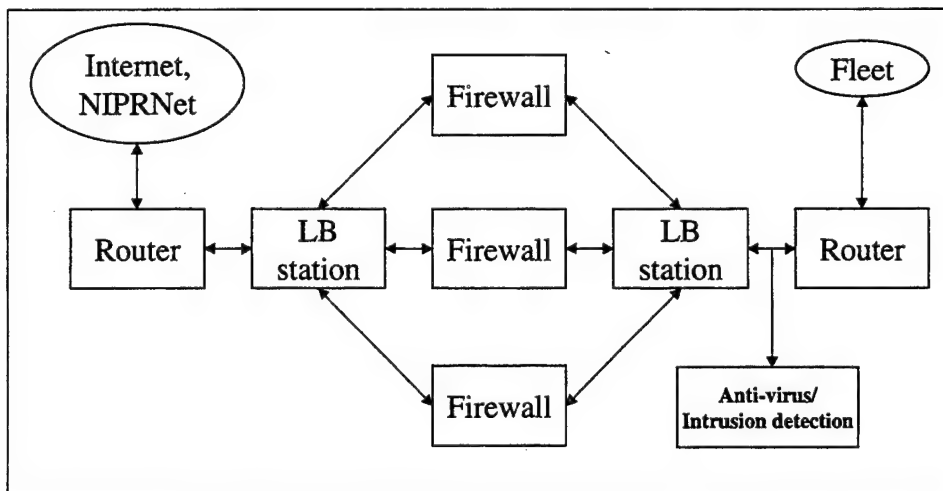 Internet,
NIPRNet
Firewall
Fleet
Router
LB
station
Firewall
LB
station
Router
Firewall
Anti-virus/
Intrusion detection